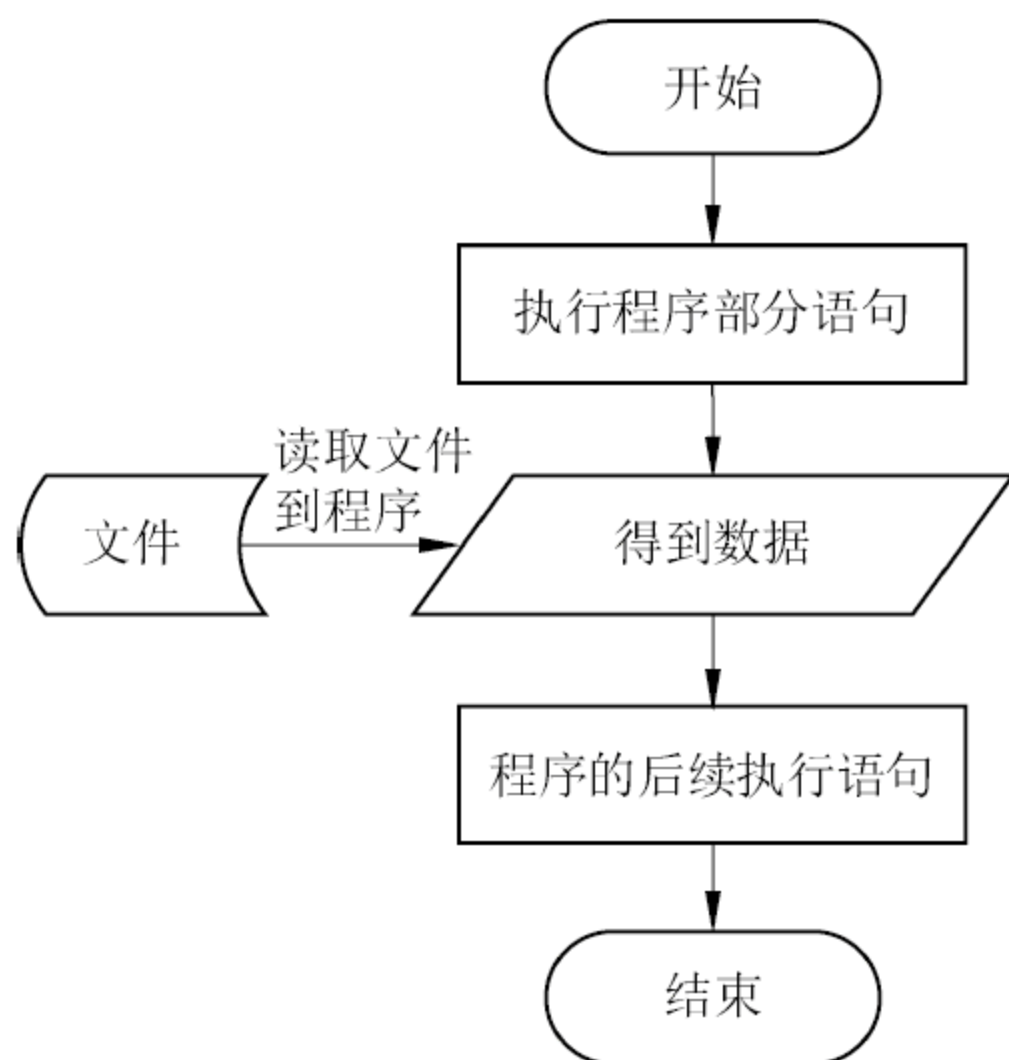 开始
执行程序部分语句
读取文件
到程序
文件
得到数据
程序的后续执行语句
结束